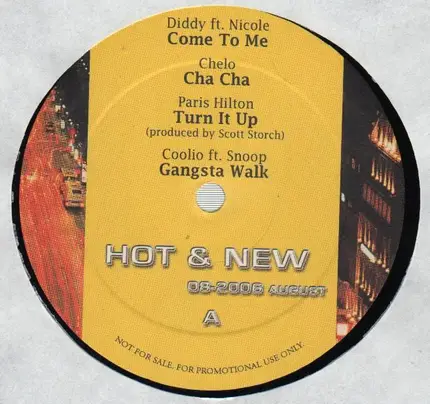 Diddy ft. Nicole
Come To Me
Chelo
Cha Cha
Paris Hilton
Turn It Up
(produced by Scott Storch)
Coolio ft. Snoop
Gangsta Walk
HOT & NEW
08-2006 AUGUST
A
NOT FOR SALE. FOR PROMOTIONAL USE ONLY.